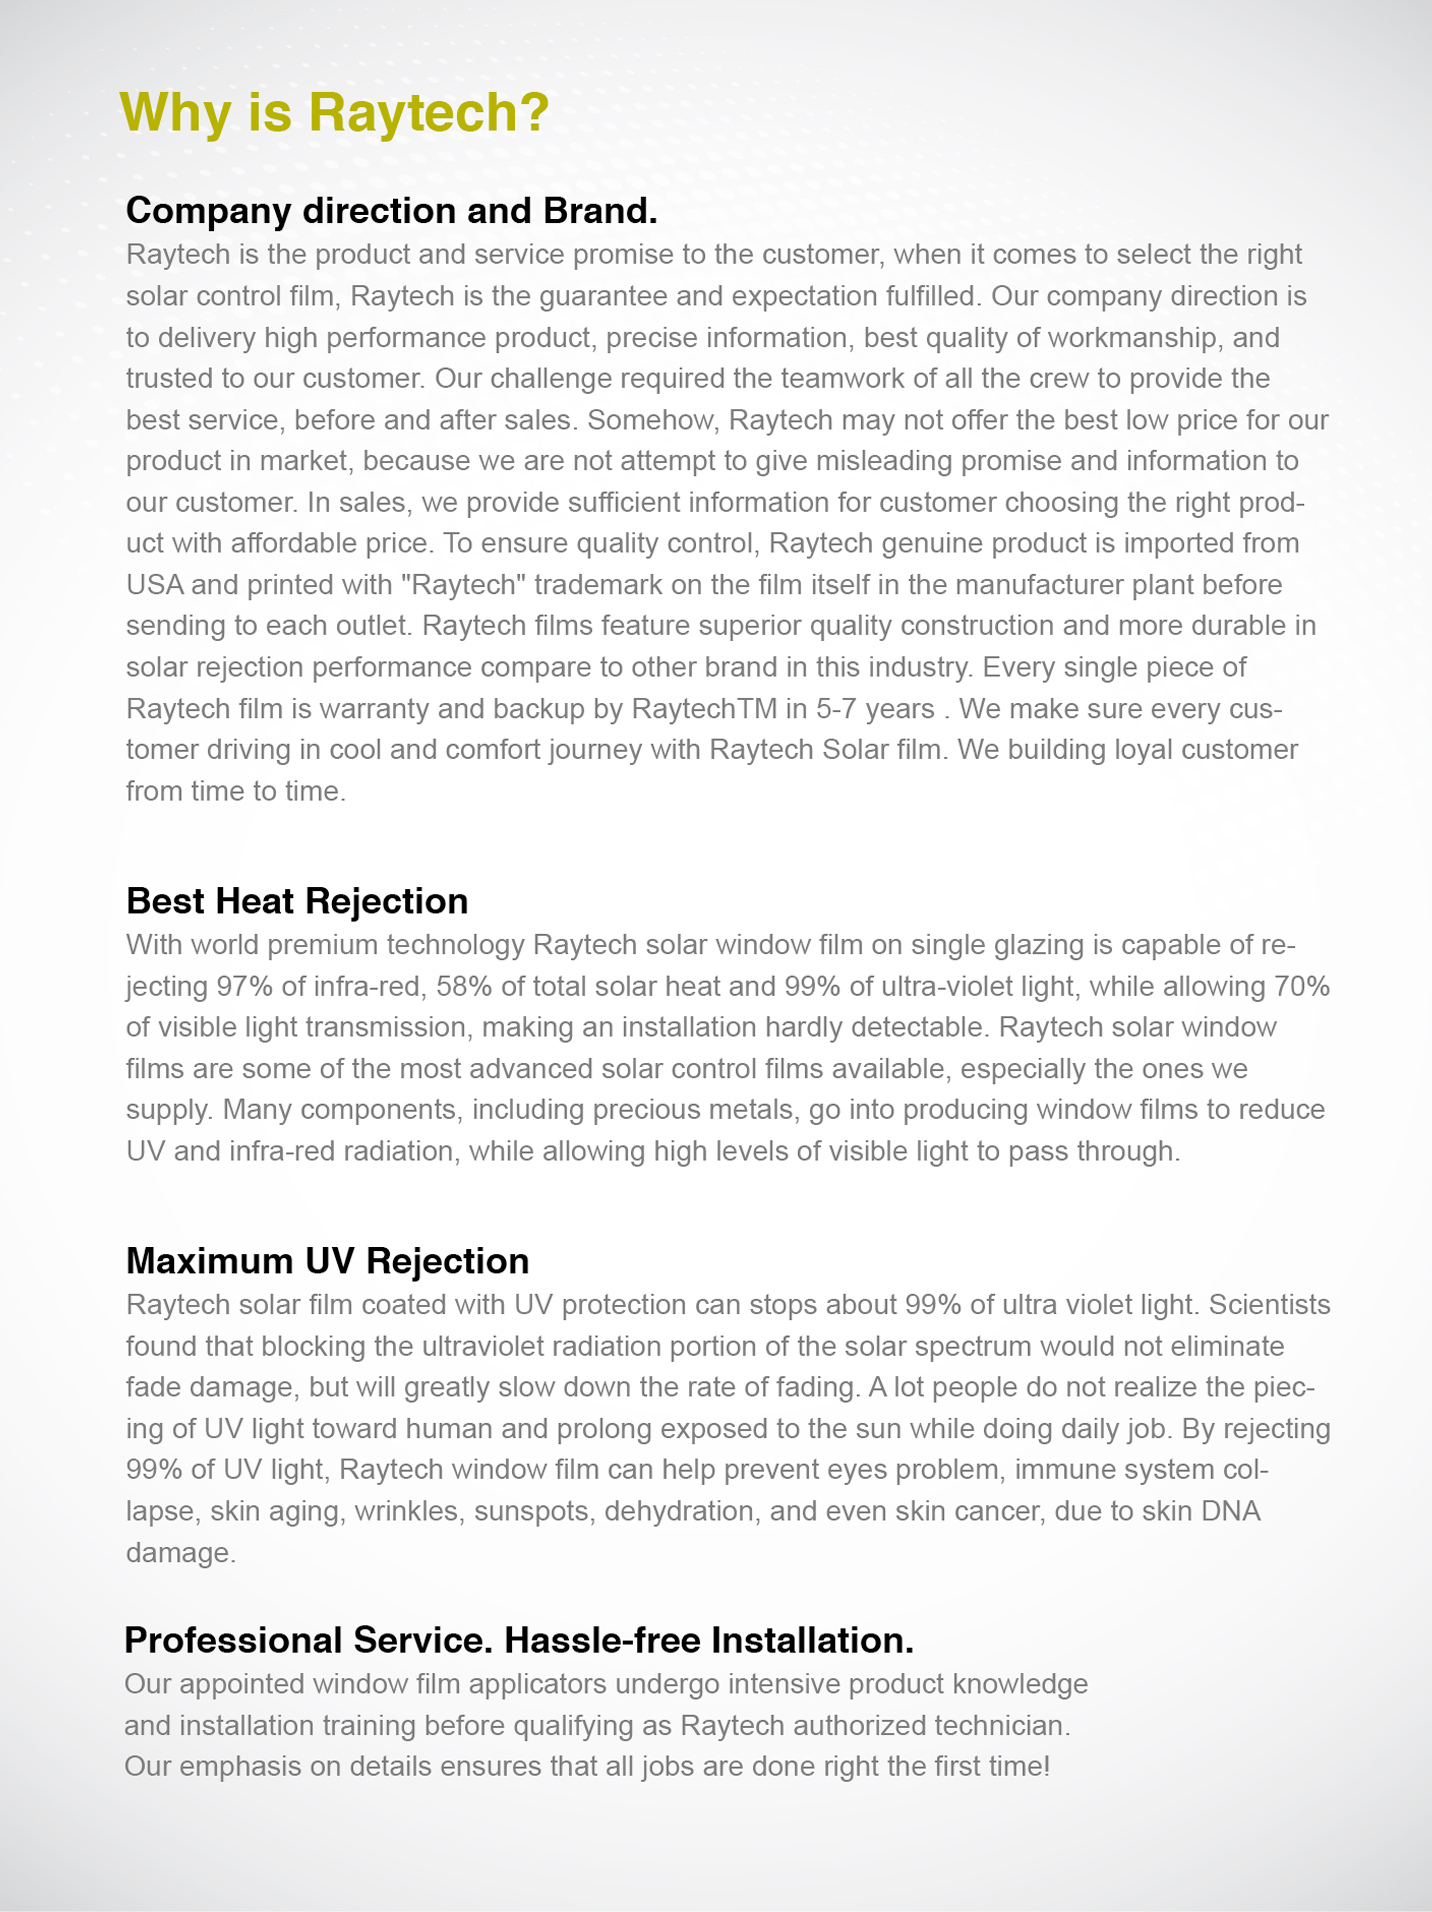 Why is Raytech?
Company direction and Brand.
Raytech is the product and service promise to the customer, when it comes to select the right
solar control film, Raytech is the guarantee and expectation fulfilled. Our company direction is
to delivery high performance product, precise information, best quality of workmanship, and
trusted to our customer. Our challenge required the teamwork of all the crew to provide the
best service, before and after sales. Somehow, Raytech may not offer the best low price for our
product in market, because we are not attempt to give misleading promise and information to
our customer. In sales, we provide sufficient information for customer choosing the right prod-
uct with affordable price. To ensure quality control, Raytech genuine product is imported from
USA and printed with "Raytech" trademark on the film itself in the manufacturer plant before
sending to each outlet. Raytech films feature superior quality construction and more durable in
solar rejection performance compare to other brand in this industry. Every single piece of
Raytech film is warranty and backup by RaytechTM in 5-7 years . We make sure every cus-
tomer driving in cool and comfort journey with Raytech Solar film. We building loyal customer
from time to time.
Best Heat Rejection
With world premium technology Raytech solar window film on single glazing is capable of re-
jecting 97% of infra-red, 58% of total solar heat and 99% of ultra-violet light, while allowing 70%
of visible light transmission, making an installation hardly detectable. Raytech solar window
films are some of the most advanced solar control films available, especially the ones we
supply. Many components, including precious metals, go into producing window films to reduce
UV and infra-red radiation, while allowing high levels of visible light to pass through.
Maximum UV Rejection
Raytech solar film coated with UV protection can stops about 99% of ultra violet light. Scientists
found that blocking the ultraviolet radiation portion of the solar spectrum would not eliminate
fade damage, but will greatly slow down the rate of fading. A lot people do not realize the piec-
ing of UV light toward human and prolong exposed to the sun while doing daily job. By rejecting
99% of UV light, Raytech window film can help prevent eyes problem, immune system col-
lapse, skin aging, wrinkles, sunspots, dehydration, and even skin cancer, due to skin DNA
damage.
Professional Service. Hassle-free Installation.
Our appointed window film applicators undergo intensive product knowledge
and installation training before qualifying as Raytech authorized technician.
Our emphasis on details ensures that all jobs are done right the first time!